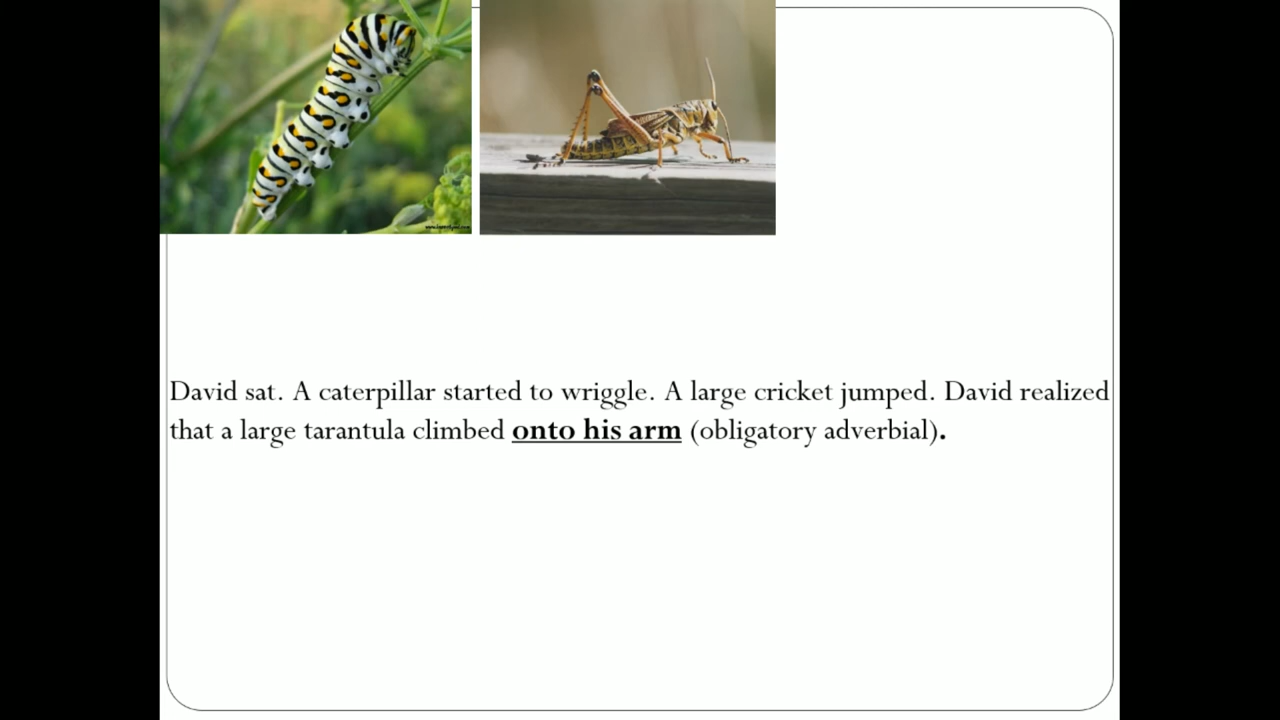 David sat. A caterpillar started to wriggle. A large cricket jumped. David realized
that a large tarantula climbed onto his arm (obligatory adverbial).